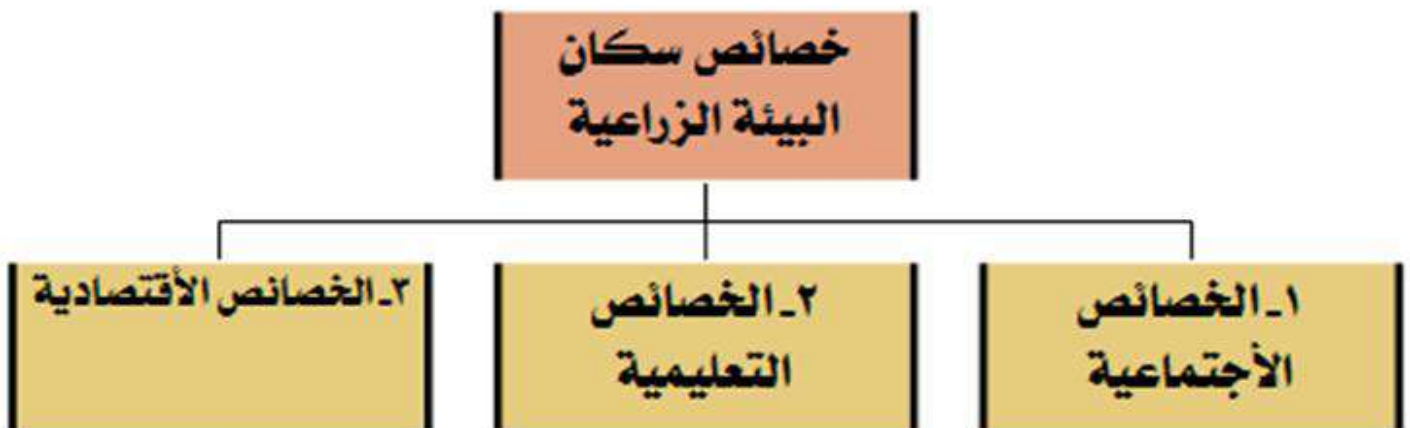 خصائص سكان
البيئة الزراعية
١ـ الخصائص
الأجتماعية
٢ـ الخصائص
التعليمية
٣ـ الخصائص الأقتصادية